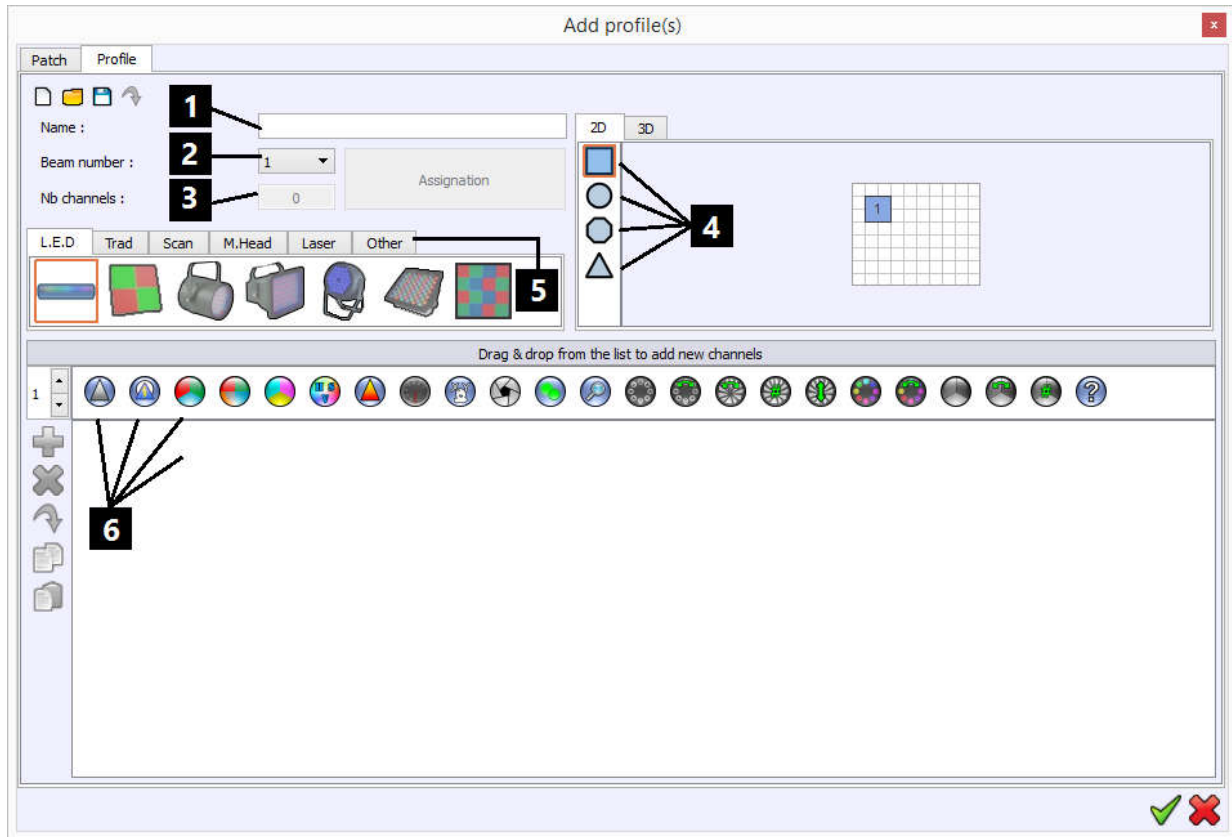 Add profile(s)
x
Patch Profile
1
Name :
2D 3D
Beam number : 2 1
Assignation
Nb channels : 3 0
1
4
L.E.D Trad Scan M.Head Laser Other
5
Drag & drop from the list to add new channels
1
?
6